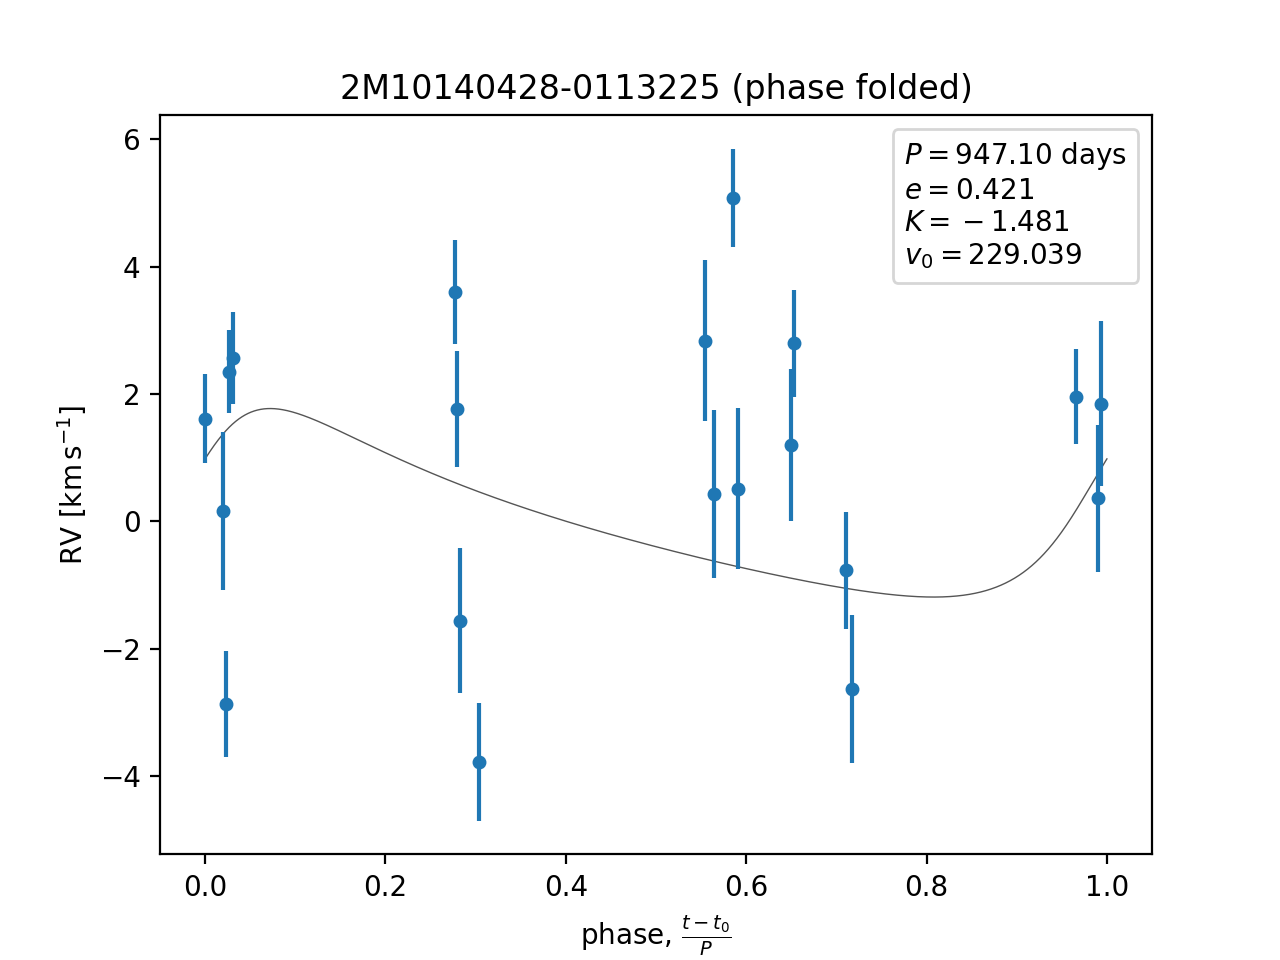 2M10140428-0113225 (phase folded)
P = 947.10 days
e = 0.421
K = −1.481
v₀ = 229.039
RV [km s⁻¹]
6
4
2
0
−2
−4
0.0 0.2 0.4 0.6 0.8 1.0
phase, (t − t₀)/P